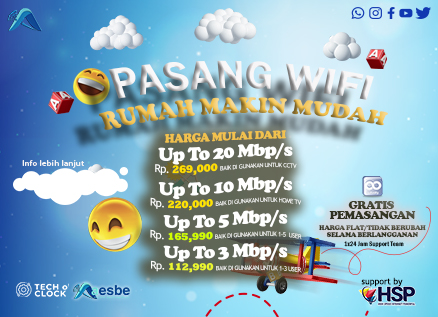 PASANG WIFI
RUMAH MAKIN MUDAH
HARGA MULAI DARI
Up To 20 Mbp/s
Rp. 269,000 BAIK DI GUNAKAN UNTUK CCTV
Up To 10 Mbp/s
Rp. 220,000 BAIK DI GUNAKAN UNTUK HOME TV
Up To 5 Mbp/s
Rp. 165,990 BAIK DI GUNAKAN UNTUK 1-5 USER
Up To 3 Mbp/s
Rp. 112,990 BAIK DI GUNAKAN UNTUK 1-3 USER
Info lebih lanjut
GRATIS
PEMASANGAN
HARGA FLAT/TIDAK BERUBAH
SELAMA BERLANGGANAN
1x24 Jam Support Team
TECH O'
CLOCK
esbe
support by
HSP